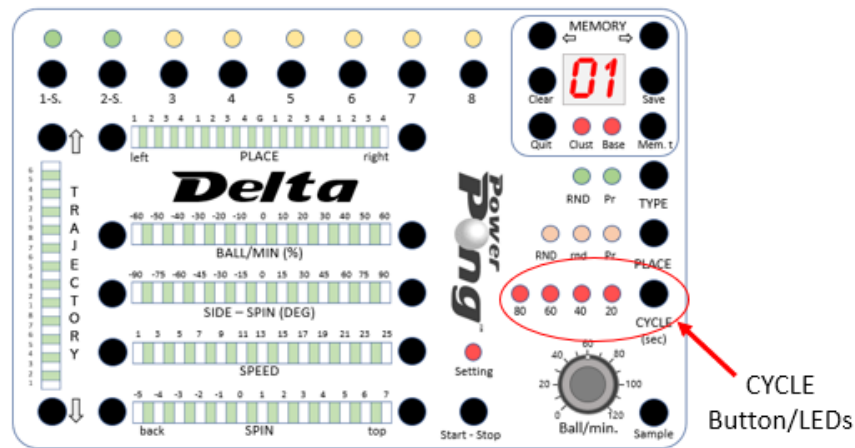 MEMORY
01
1-S. 2-S. 3 4 5 6 7 8
Clear Save
Quit Clust Base Mem. t
1 2 3 4 1 2 3 4 G 1 2 3 4 1 2 3 4
left PLACE right
RND Pr TYPE
Delta
Power Pong™
TRAJECTORY
-60 -50 -40 -30 -20 -10 0 10 20 30 40 50 60
BALL/MIN (%)
RND rnd Pr PLACE
-90 -75 -60 -45 -30 -15 0 15 30 45 60 75 90
SIDE – SPIN (DEG)
80 60 40 20 CYCLE
(sec)
1 3 5 7 9 11 13 15 17 19 21 23 25
SPEED
Setting
0 20 40 60 80 100 120
Ball/min.
-5 -4 -3 -2 -1 0 1 2 3 4 5 6 7
back SPIN top
Start - Stop
Sample
CYCLE
Button/LEDs